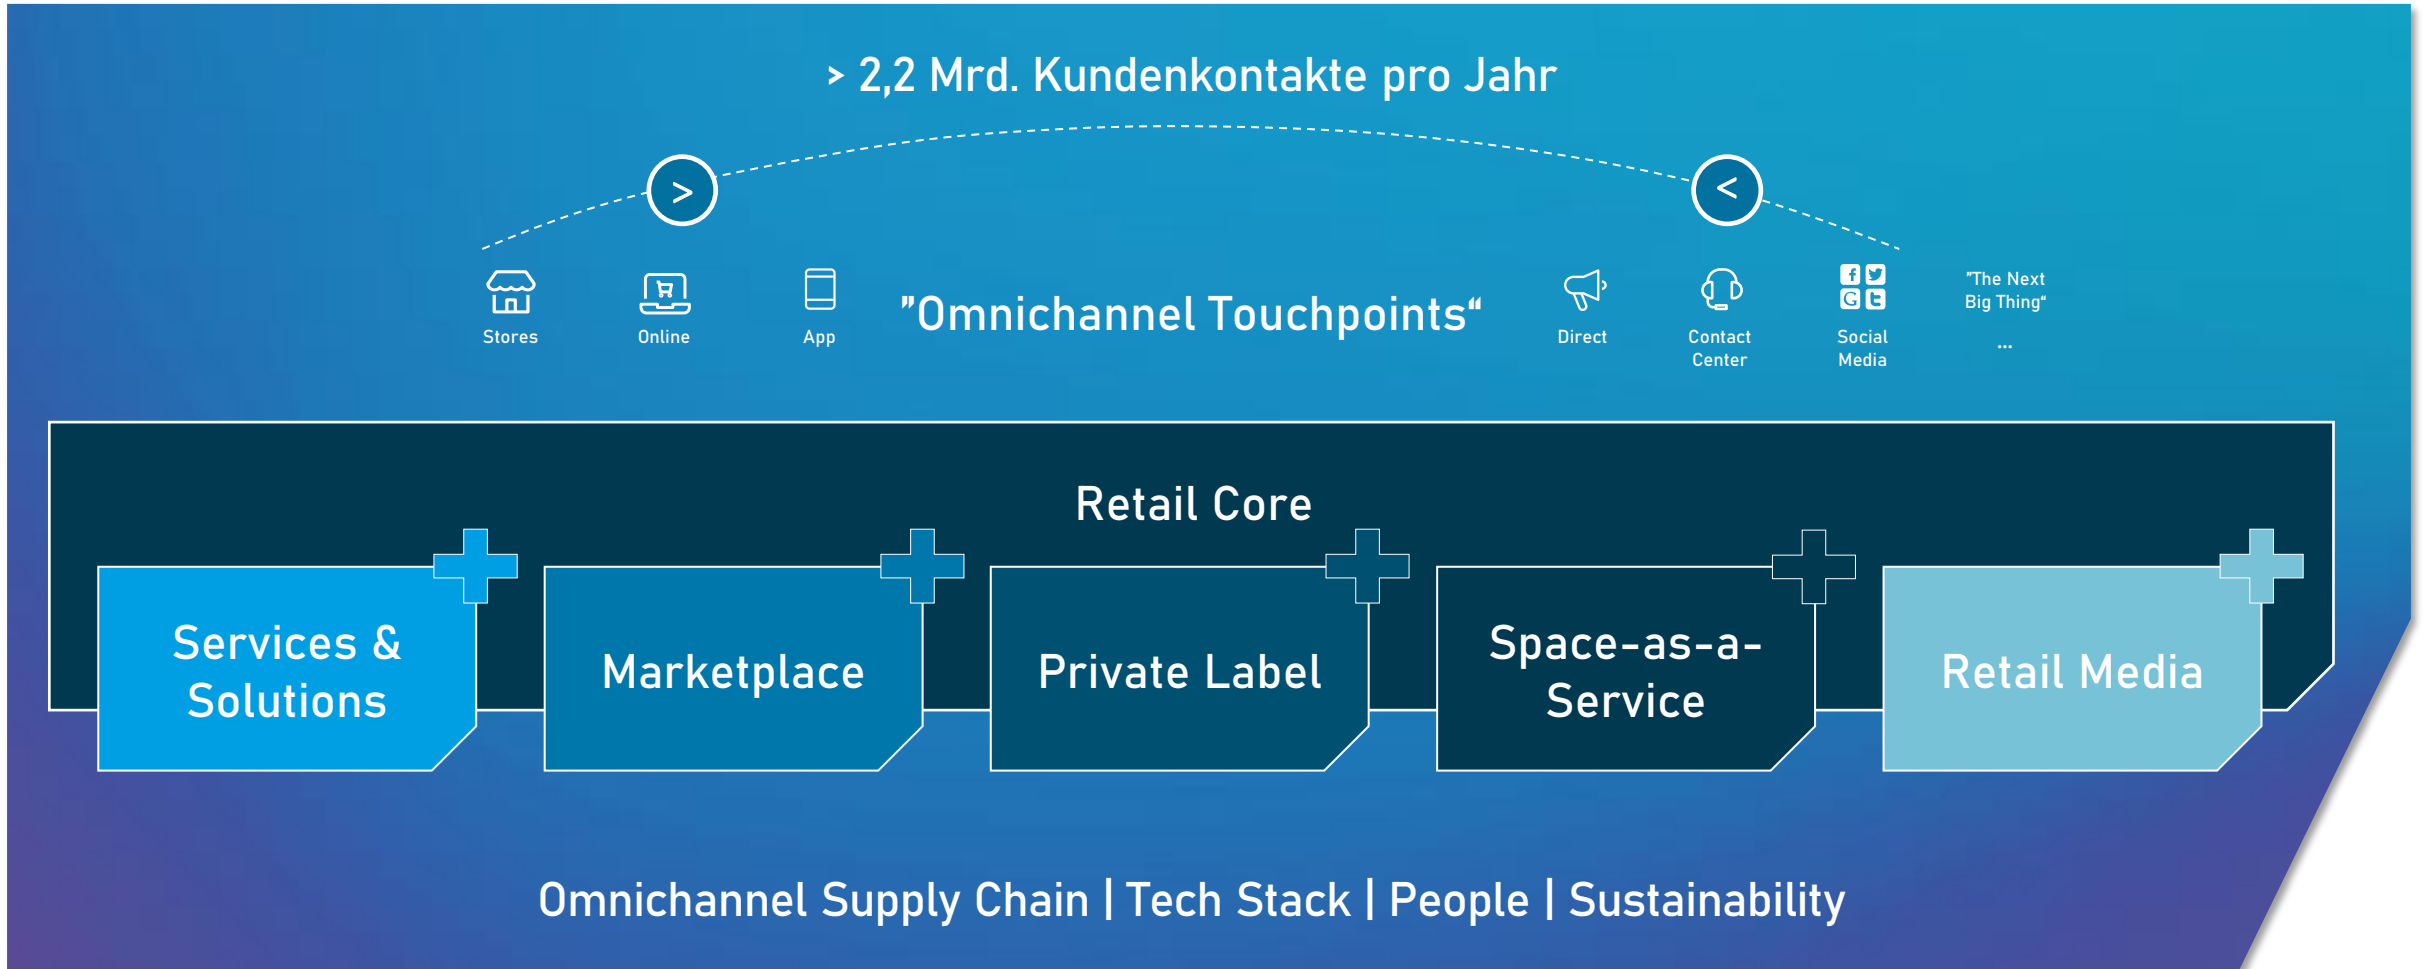 > 2,2 Mrd. Kundenkontakte pro Jahr
>
<
Stores
Online
App
"Omnichannel Touchpoints“
Direct
Contact
Center
Social
Media
"The Next
Big Thing“
...
Retail Core
Services &
Solutions
Marketplace
Private Label
Space-as-a-
Service
Retail Media
Omnichannel Supply Chain | Tech Stack | People | Sustainability